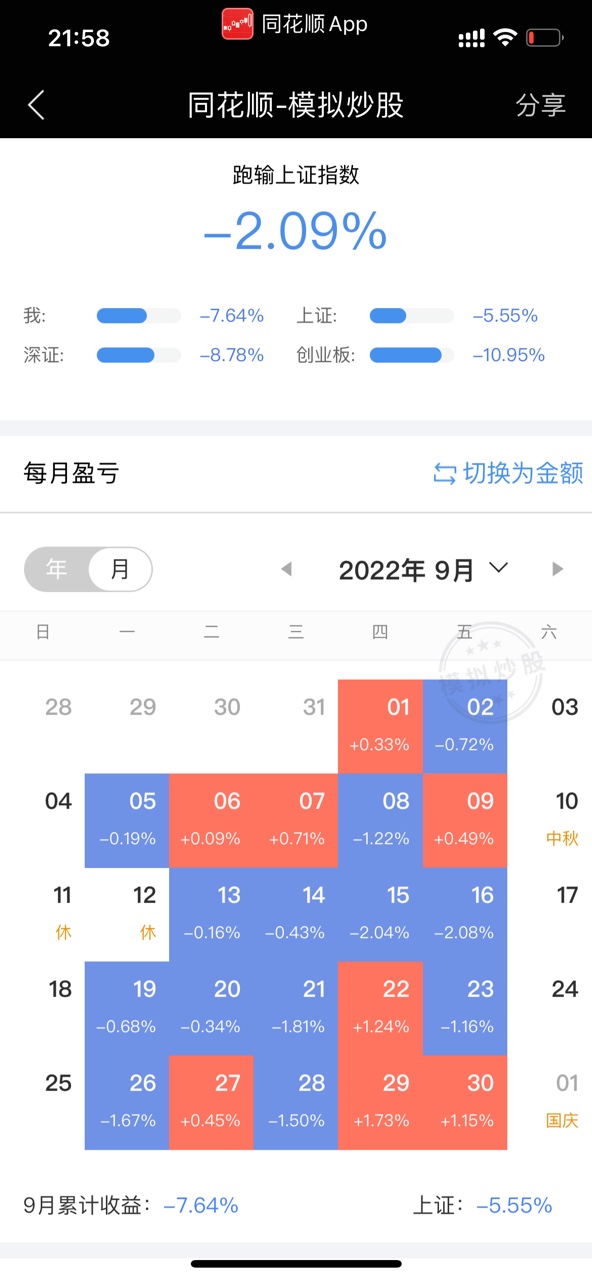 21:58
同花顺App
同花顺-模拟炒股
分享
跑输上证指数
−2.09%
我: −7.64% 上证: −5.55%
深证: −8.78% 创业板: −10.95%
每月盈亏
切换为金额
年 月
2022年 9月
日 一 二 三 四 五 六
模拟炒股
28 29 30 31 01 02 03
+0.33% −0.72%
04 05 06 07 08 09 10
−0.19% +0.09% +0.71% −1.22% +0.49% 中秋
11 12 13 14 15 16 17
休 休 −0.16% −0.43% −2.04% −2.08%
18 19 20 21 22 23 24
−0.68% −0.34% −1.81% +1.24% −1.16%
25 26 27 28 29 30 01
−1.67% +0.45% −1.50% +1.73% +1.15% 国庆
9月累计收益: −7.64% 上证: −5.55%